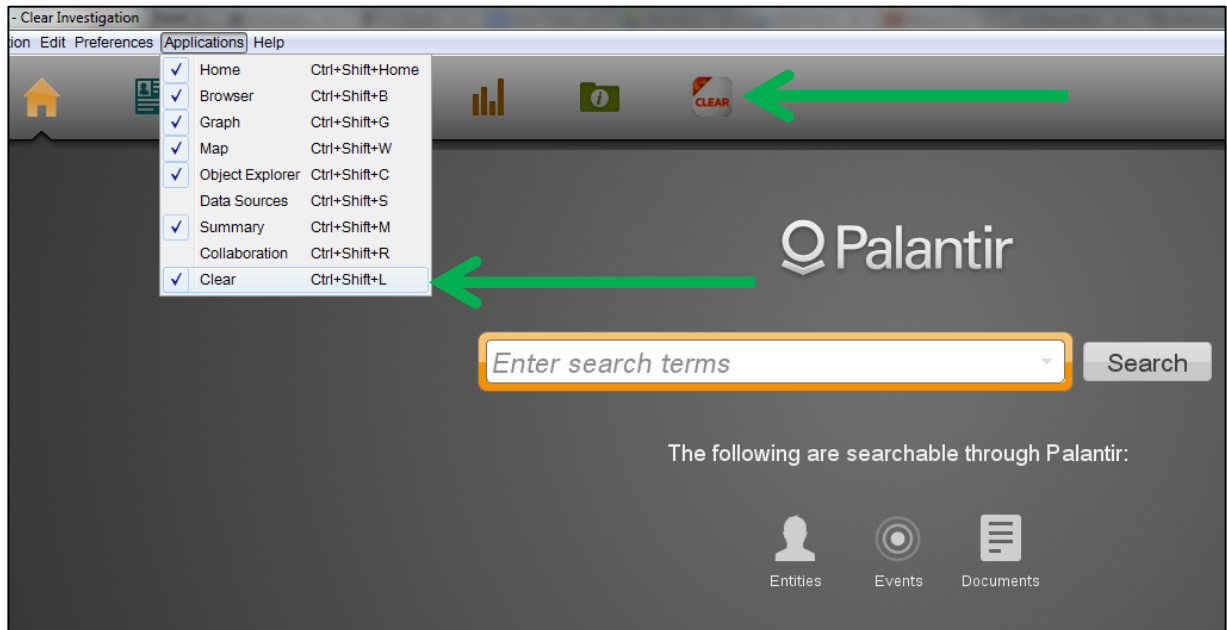 - Clear Investigation
ion Edit Preferences Applications Help
Home Ctrl+Shift+Home
Browser Ctrl+Shift+B
Graph Ctrl+Shift+G
Map Ctrl+Shift+W
Object Explorer Ctrl+Shift+C
Data Sources Ctrl+Shift+S
Summary Ctrl+Shift+M
Collaboration Ctrl+Shift+R
Clear Ctrl+Shift+L
CLEAR
Palantir
Enter search terms
Search
The following are searchable through Palantir:
Entities Events Documents